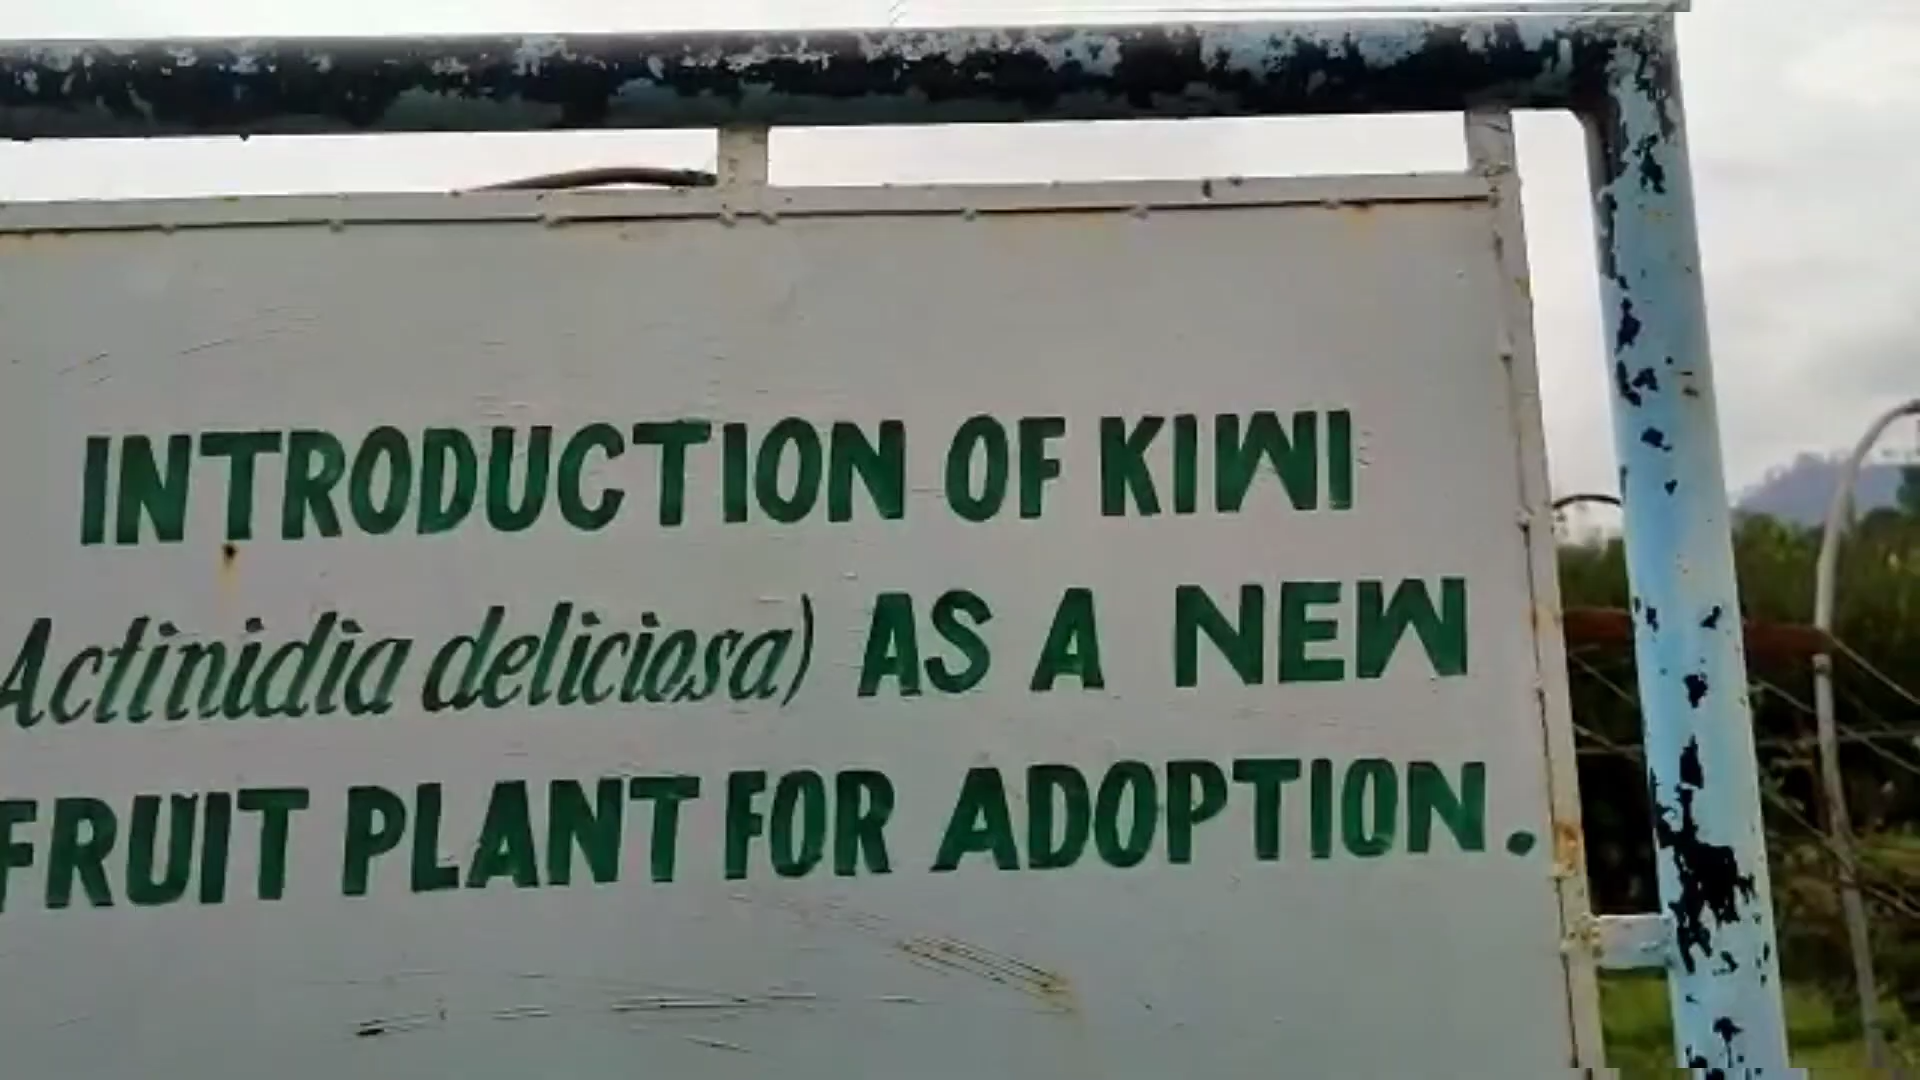 INTRODUCTION OF KIWI
Actinidia deliciosa) AS A NEW
FRUIT PLANT FOR ADOPTION.